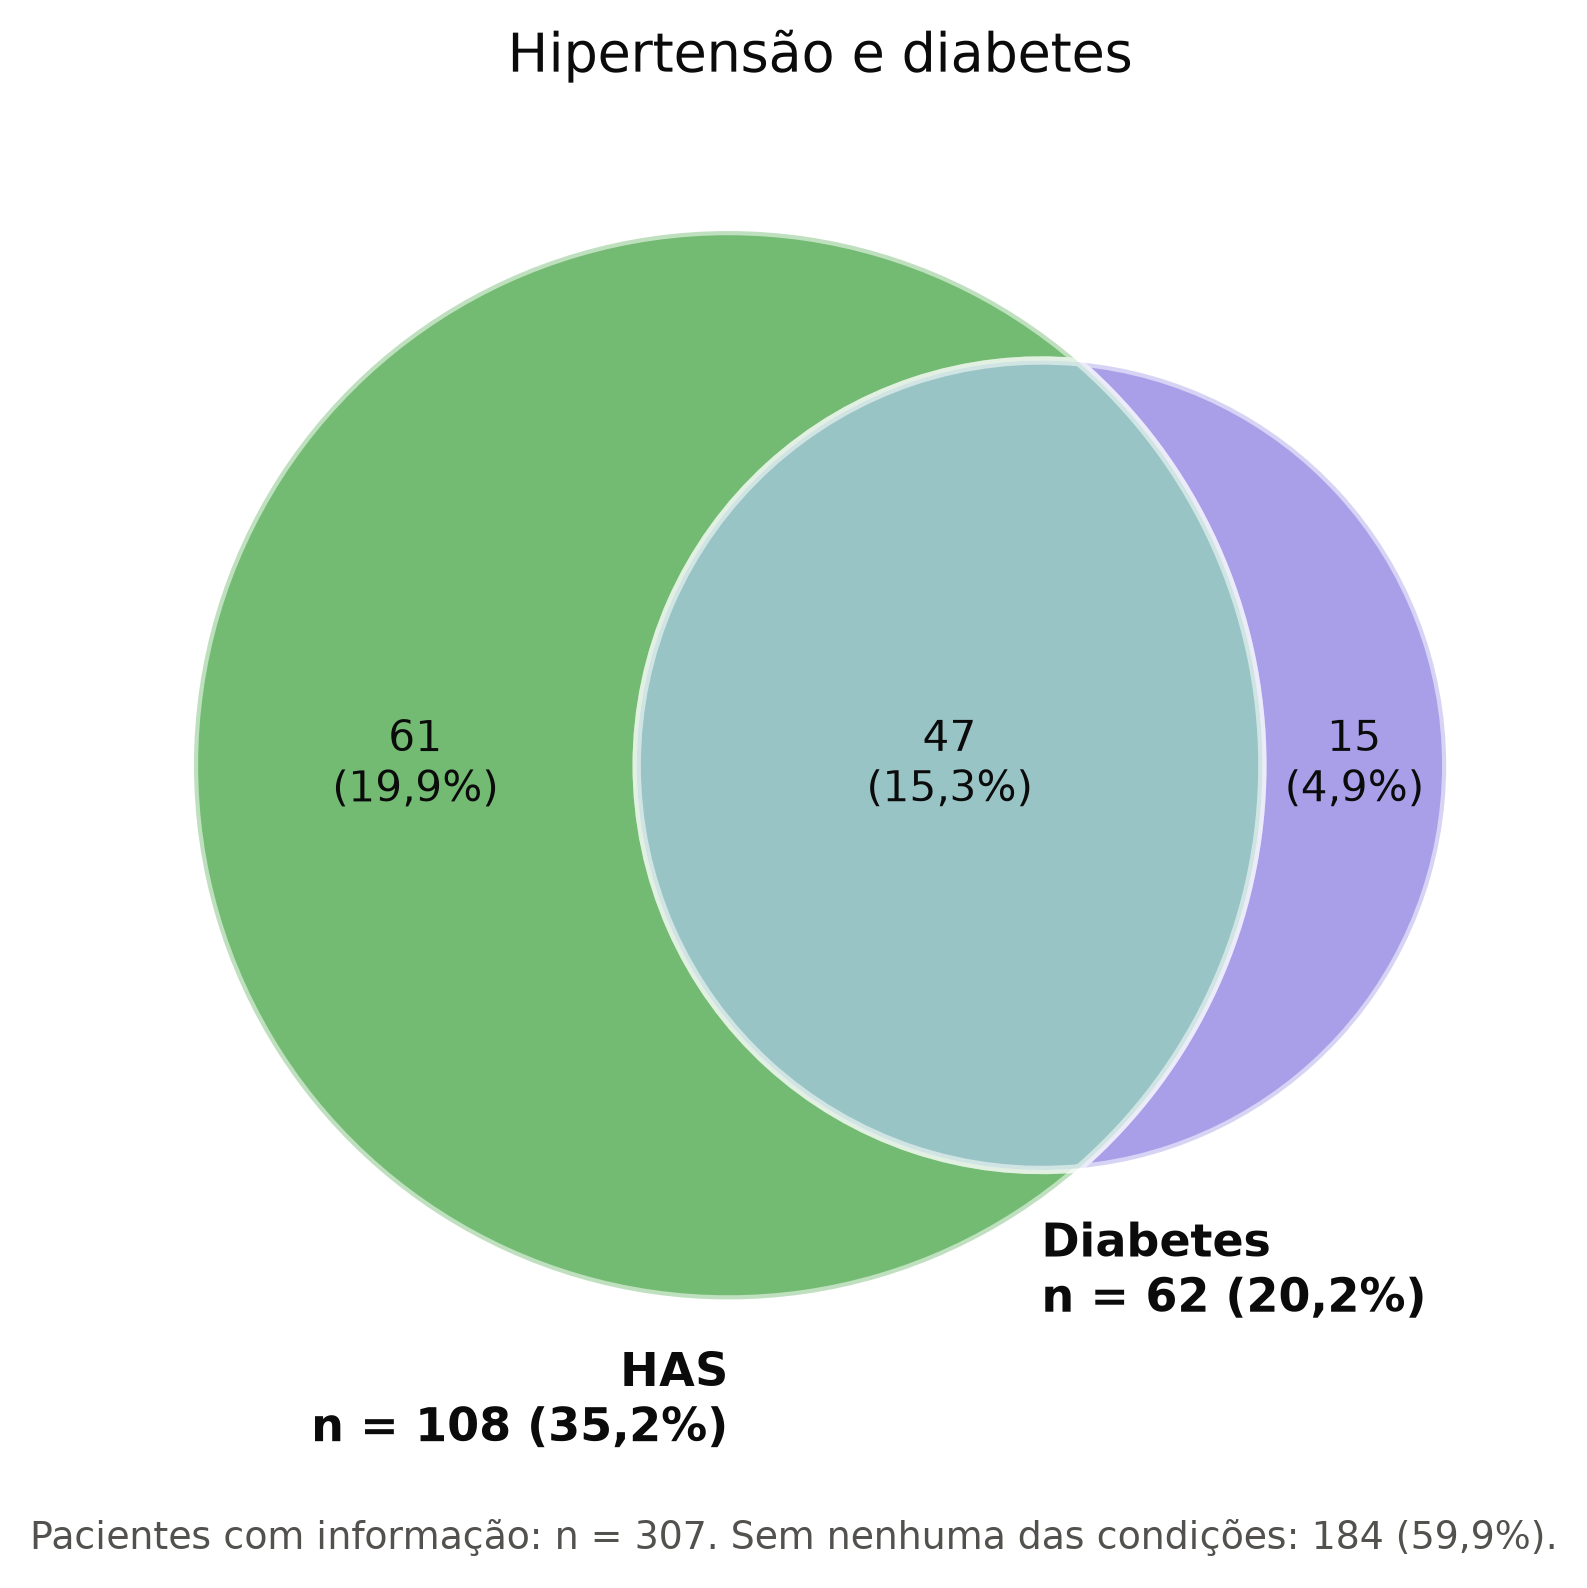 Hipertensão e diabetes
61
(19,9%)
47
(15,3%)
15
(4,9%)
Diabetes
n = 62 (20,2%)
HAS
n = 108 (35,2%)
Pacientes com informação: n = 307. Sem nenhuma das condições: 184 (59,9%).